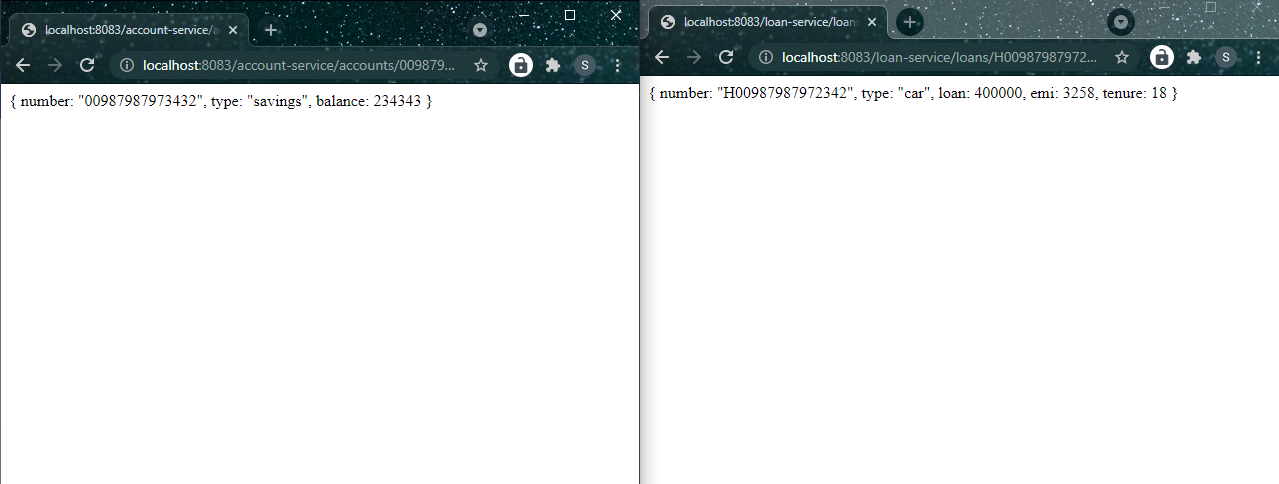 localhost:8083/account-service/a
localhost:8083/account-service/accounts/009879...
S
{ number: "00987987973432", type: "savings", balance: 234343 }
localhost:8083/loan-service/loans
localhost:8083/loan-service/loans/H00987987972...
S
{ number: "H00987987972342", type: "car", loan: 400000, emi: 3258, tenure: 18 }